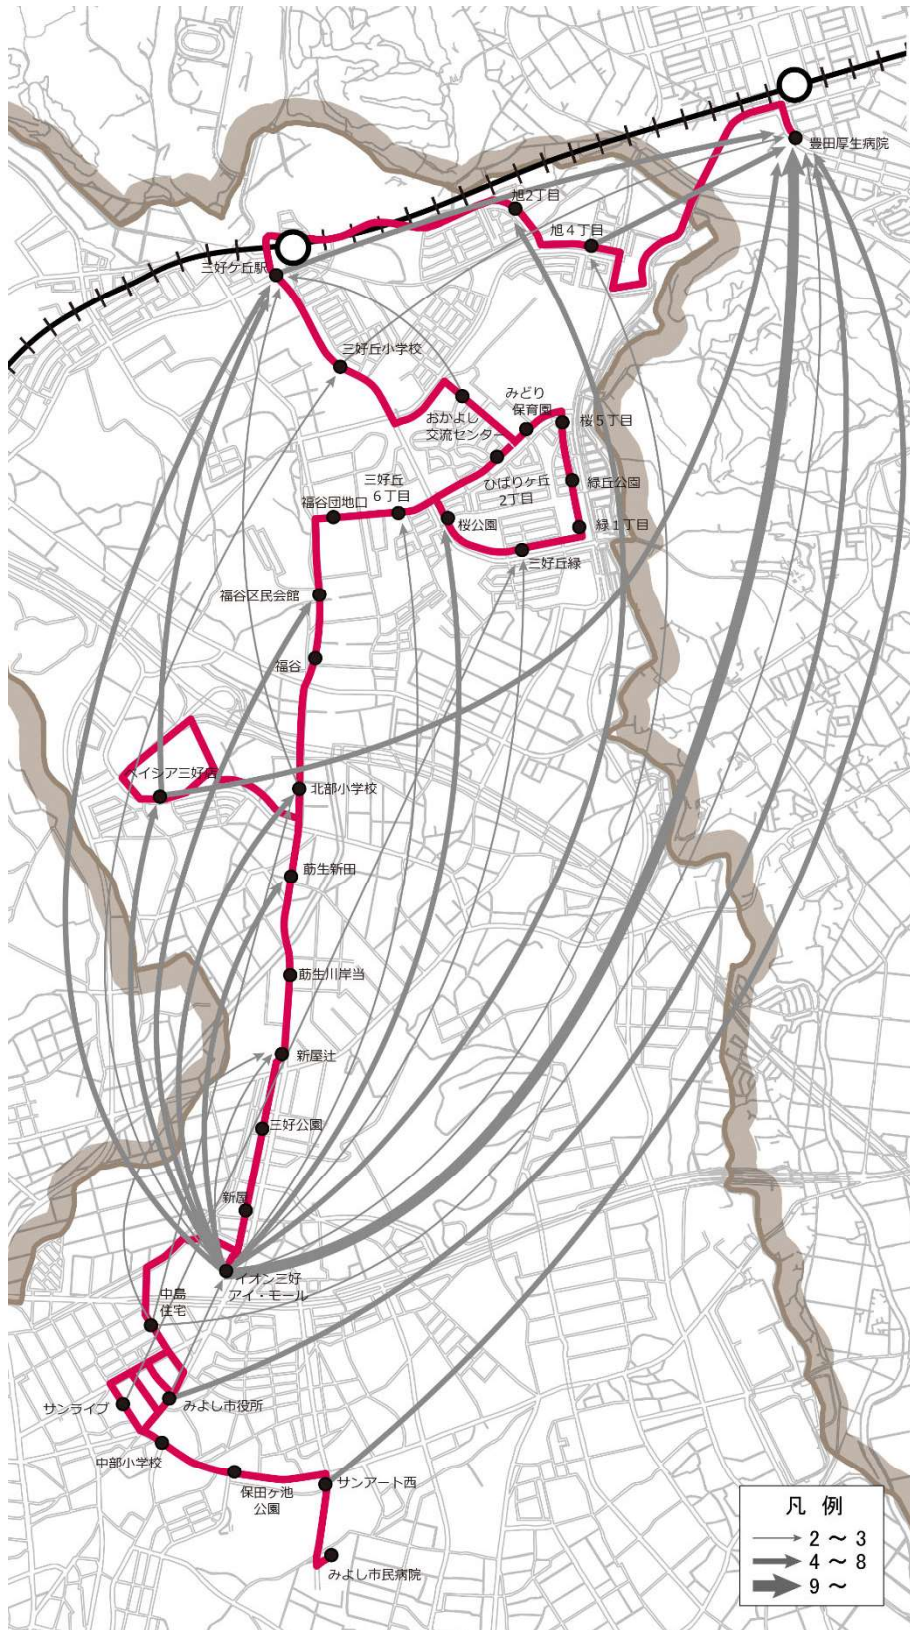 豊田厚生病院
旭2丁目
旭４丁目
三好ケ丘駅
三好丘小学校
みどり
保育園
おかよし
交流センター
桜５丁目
三好丘
６丁目
ひばりヶ丘
2丁目
緑丘公園
福谷団地口
桜公園
緑１丁目
三好丘緑
福谷区民会館
福谷
ベイシア三好店
北部小学校
莇生新田
莇生川岸当
新屋辻
三好公園
新屋
イオン三好
アイ・モール
中島
住宅
サンライブ
みよし市役所
中部小学校
保田ヶ池
公園
サンアート西
みよし市民病院
凡 例
2 ～ 3
4 ～ 8
9 ～